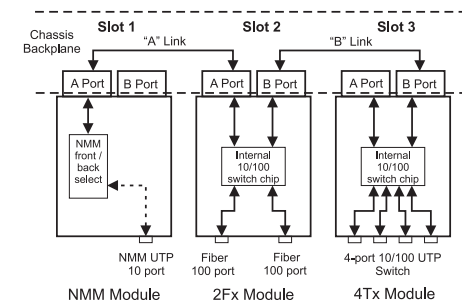 Chassis
Backplane
Slot 1
Slot 2
Slot 3
"A" Link
"B" Link
A Port
B Port
A Port
B Port
A Port
B Port
NMM
front /
back
select
Internal
10/100
switch chip
Internal
10/100
switch chip
NMM UTP
10 port
Fiber
100 port
Fiber
100 port
4-port 10/100 UTP
Switch
NMM Module
2Fx Module
4Tx Module